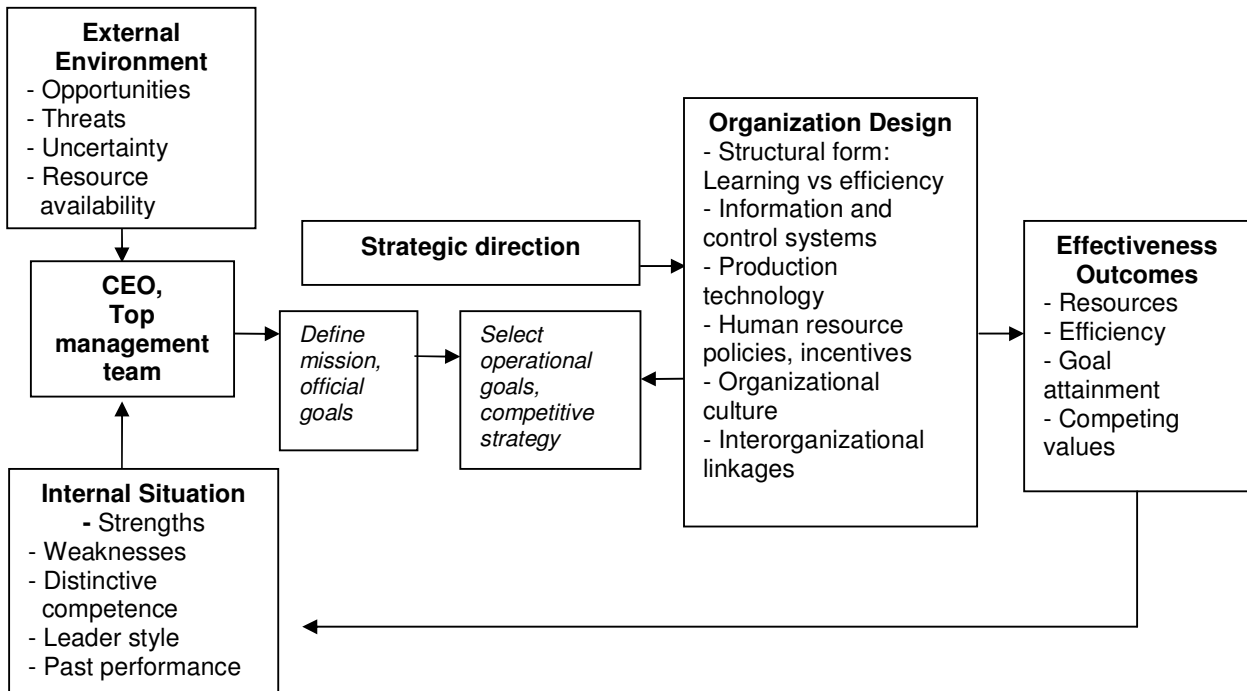 External
Environment
- Opportunities
- Threats
- Uncertainty
- Resource
availability
CEO,
Top
management
team
Internal Situation
- Strengths
- Weaknesses
- Distinctive
competence
- Leader style
- Past performance
Strategic direction
Define
mission,
official
goals
Select
operational
goals,
competitive
strategy
Organization Design
- Structural form:
Learning vs efficiency
- Information and
control systems
- Production
technology
- Human resource
policies, incentives
- Organizational
culture
- Interorganizational
linkages
Effectiveness
Outcomes
- Resources
- Efficiency
- Goal
attainment
- Competing
values